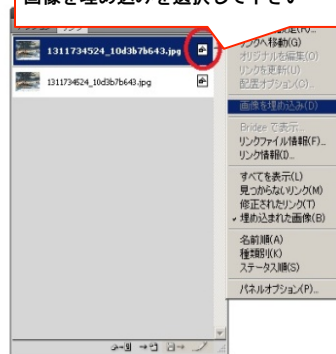 画像を埋め込みを選択して下さい
リンク
1311734524_10d3b7b643.jpg
1311734524_10d3b7b643.jpg
リンクへ移動(G)
オリジナルを編集(O)
リンクを更新(U)
配置オプション(O)...
画像を埋め込み(D)
Bridge で表示...
リンクファイル情報(F)...
リンク情報(I)...
すべてを表示(L)
見つからないリンク(M)
修正されたリンク(T)
✓ 埋め込まれた画像(B)
名前順(A)
種類別(K)
ステータス順(S)
パネルオプション(P)...